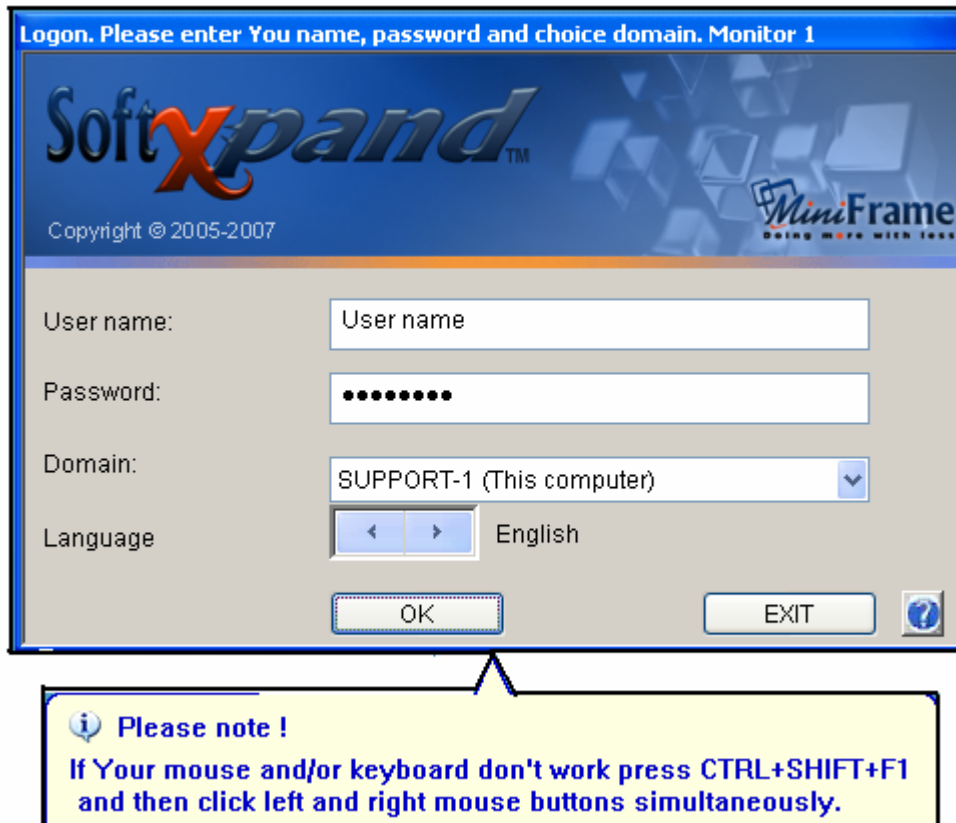 Logon. Please enter You name, password and choice domain. Monitor 1
SoftXpand TM
Copyright © 2005-2007
MiniFrame
Doing more with less
User name:
User name
Password:
••••••••
Domain:
SUPPORT-1 (This computer)
Language
English
OK
EXIT
?
Please note !
If Your mouse and/or keyboard don't work press CTRL+SHIFT+F1
and then click left and right mouse buttons simultaneously.